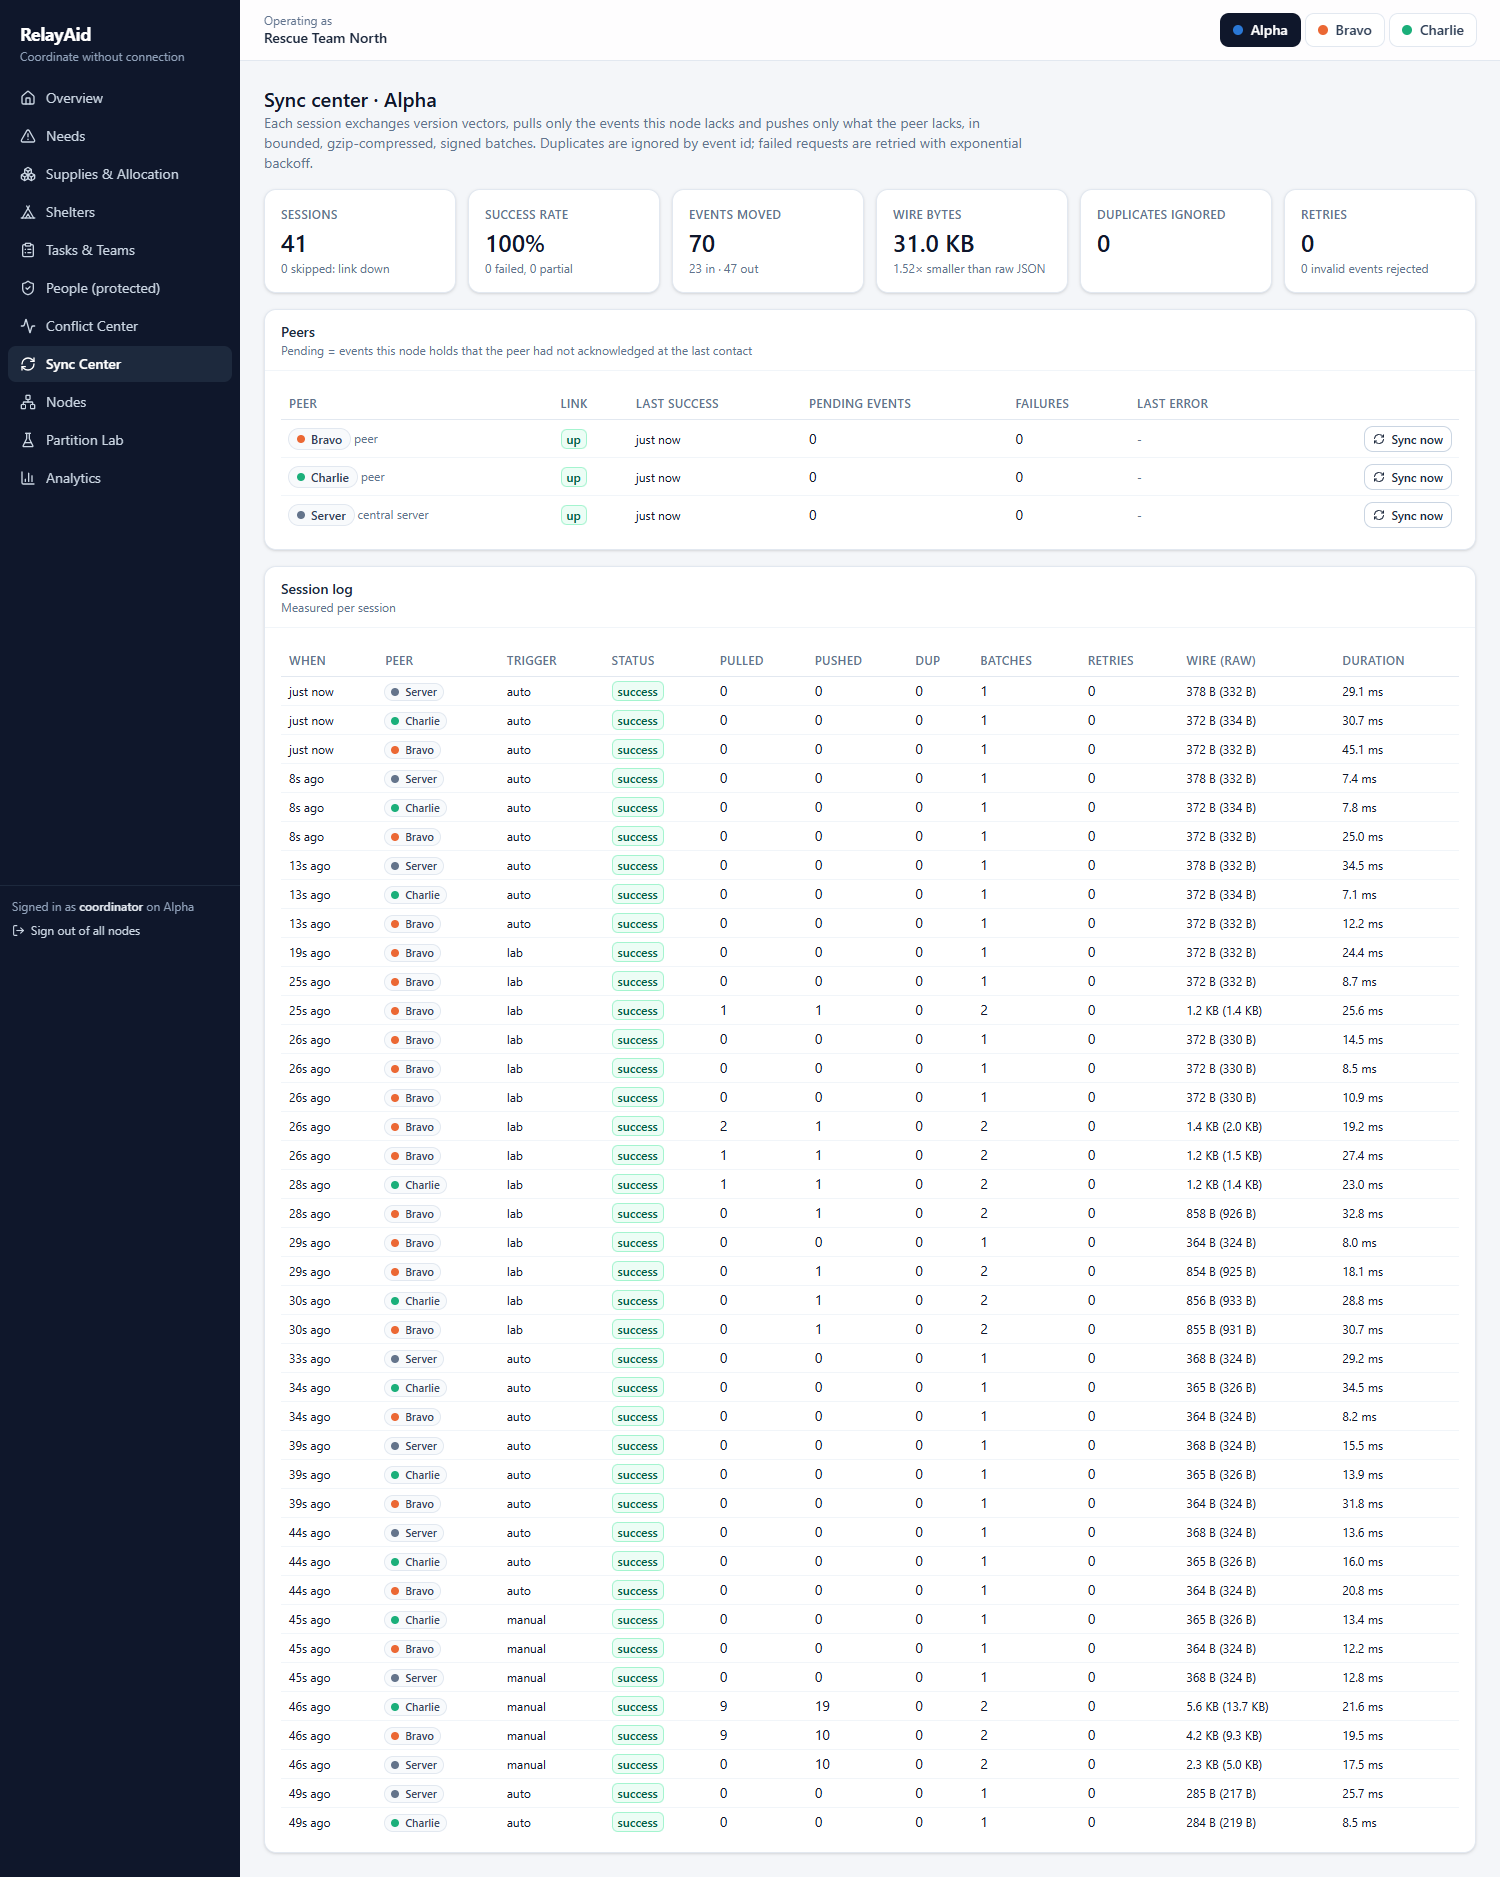 RelayAid
Coordinate without connection
Overview
Needs
Supplies & Allocation
Shelters
Tasks & Teams
People (protected)
Conflict Center
Sync Center
Nodes
Partition Lab
Analytics
Signed in as coordinator on Alpha
Sign out of all nodes
Operating as
Rescue Team North
Alpha Bravo Charlie
Sync center · Alpha
Each session exchanges version vectors, pulls only the events this node lacks and pushes only what the peer lacks, in
bounded, gzip-compressed, signed batches. Duplicates are ignored by event id; failed requests are retried with exponential
backoff.
SESSIONS
41
0 skipped: link down
SUCCESS RATE
100%
0 failed, 0 partial
EVENTS MOVED
70
23 in · 47 out
WIRE BYTES
31.0 KB
1.52× smaller than raw JSON
DUPLICATES IGNORED
0
RETRIES
0
0 invalid events rejected
Peers
Pending = events this node holds that the peer had not acknowledged at the last contact
PEER LINK LAST SUCCESS PENDING EVENTS FAILURES LAST ERROR
Bravo peer up just now 0 0 - Sync now
Charlie peer up just now 0 0 - Sync now
Server central server up just now 0 0 - Sync now
Session log
Measured per session
WHEN PEER TRIGGER STATUS PULLED PUSHED DUP BATCHES RETRIES WIRE (RAW) DURATION
just now Server auto success 0 0 0 1 0 378 B (332 B) 29.1 ms
just now Charlie auto success 0 0 0 1 0 372 B (334 B) 30.7 ms
just now Bravo auto success 0 0 0 1 0 372 B (332 B) 45.1 ms
8s ago Server auto success 0 0 0 1 0 378 B (332 B) 7.4 ms
8s ago Charlie auto success 0 0 0 1 0 372 B (334 B) 7.8 ms
8s ago Bravo auto success 0 0 0 1 0 372 B (332 B) 25.0 ms
13s ago Server auto success 0 0 0 1 0 378 B (332 B) 34.5 ms
13s ago Charlie auto success 0 0 0 1 0 372 B (334 B) 7.1 ms
13s ago Bravo auto success 0 0 0 1 0 372 B (332 B) 12.2 ms
19s ago Bravo lab success 0 0 0 1 0 372 B (332 B) 24.4 ms
25s ago Bravo lab success 0 0 0 1 0 372 B (332 B) 8.7 ms
25s ago Bravo lab success 1 1 0 2 0 1.2 KB (1.4 KB) 25.6 ms
26s ago Bravo lab success 0 0 0 1 0 372 B (330 B) 14.5 ms
26s ago Bravo lab success 0 0 0 1 0 372 B (330 B) 8.5 ms
26s ago Bravo lab success 0 0 0 1 0 372 B (330 B) 10.9 ms
26s ago Bravo lab success 2 1 0 2 0 1.4 KB (2.0 KB) 19.2 ms
26s ago Bravo lab success 1 1 0 2 0 1.2 KB (1.5 KB) 27.4 ms
28s ago Charlie lab success 1 1 0 2 0 1.2 KB (1.4 KB) 23.0 ms
28s ago Bravo lab success 0 1 0 2 0 858 B (926 B) 32.8 ms
29s ago Bravo lab success 0 0 0 1 0 364 B (324 B) 8.0 ms
29s ago Bravo lab success 0 1 0 2 0 854 B (925 B) 18.1 ms
30s ago Charlie lab success 0 1 0 2 0 856 B (933 B) 28.8 ms
30s ago Bravo lab success 0 1 0 2 0 855 B (931 B) 30.7 ms
33s ago Server auto success 0 0 0 1 0 368 B (324 B) 29.2 ms
34s ago Charlie auto success 0 0 0 1 0 365 B (326 B) 34.5 ms
34s ago Bravo auto success 0 0 0 1 0 364 B (324 B) 8.2 ms
39s ago Server auto success 0 0 0 1 0 368 B (324 B) 15.5 ms
39s ago Charlie auto success 0 0 0 1 0 365 B (326 B) 13.9 ms
39s ago Bravo auto success 0 0 0 1 0 364 B (324 B) 31.8 ms
44s ago Server auto success 0 0 0 1 0 368 B (324 B) 13.6 ms
44s ago Charlie auto success 0 0 0 1 0 365 B (326 B) 16.0 ms
44s ago Bravo auto success 0 0 0 1 0 364 B (324 B) 20.8 ms
45s ago Charlie manual success 0 0 0 1 0 365 B (326 B) 13.4 ms
45s ago Bravo manual success 0 0 0 1 0 364 B (324 B) 12.2 ms
45s ago Server manual success 0 0 0 1 0 368 B (324 B) 12.8 ms
46s ago Charlie manual success 9 19 0 2 0 5.6 KB (13.7 KB) 21.6 ms
46s ago Bravo manual success 9 10 0 2 0 4.2 KB (9.3 KB) 19.5 ms
46s ago Server manual success 0 10 0 2 0 2.3 KB (5.0 KB) 17.5 ms
49s ago Server auto success 0 0 0 1 0 285 B (217 B) 25.7 ms
49s ago Charlie auto success 0 0 0 1 0 284 B (219 B) 8.5 ms